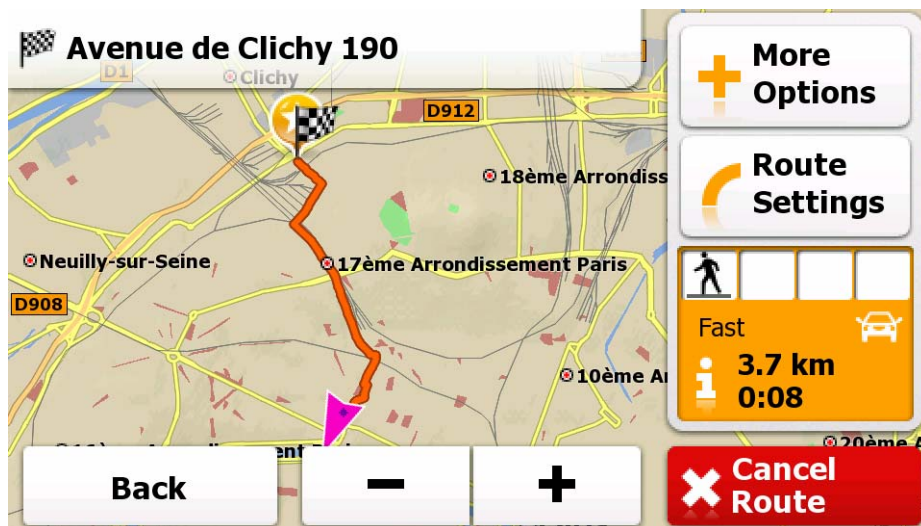 Avenue de Clichy 190
D1
Clichy
D912
18ème Arrondiss
Neuilly-sur-Seine
17ème Arrondissement Paris
D908
10ème Ar
20ème A
More
Options
Route
Settings
Fast
3.7 km
0:08
Back
−
+
Cancel
Route